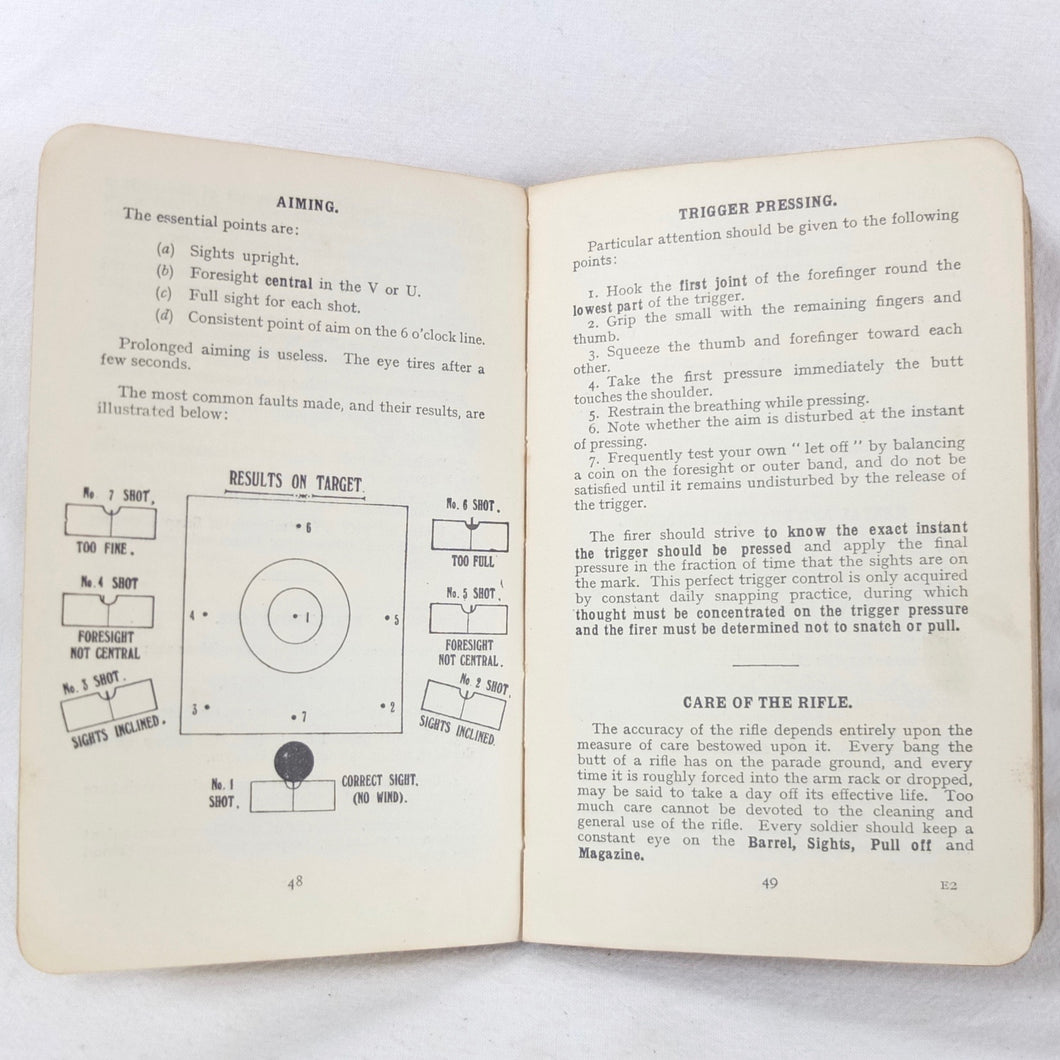 AIMING.
The essential points are:
(a) Sights upright.
(b) Foresight central in the V or U.
(c) Full sight for each shot.
(d) Consistent point of aim on the 6 o'clock line.
Prolonged aiming is useless. The eye tires after a
few seconds.
The most common faults made, and their results, are
illustrated below:
RESULTS ON TARGET.
No. 7 SHOT,
TOO FINE.
No. 4 SHOT
FORESIGHT
NOT CENTRAL
No. 3 SHOT.
SIGHTS INCLINED.
6
4
1
5
3
7
2
No. 6 SHOT.
TOO FULL
No. 5 SHOT.
FORESIGHT
NOT CENTRAL.
No. 2 SHOT.
SIGHTS INCLINED.
No. 1
SHOT.
CORRECT SIGHT.
(NO WIND).
48
TRIGGER PRESSING.
Particular attention should be given to the following
points:
1. Hook the first joint of the forefinger round the
lowest part of the trigger.
2. Grip the small with the remaining fingers and
thumb.
3. Squeeze the thumb and forefinger toward each
other.
4. Take the first pressure immediately the butt
touches the shoulder.
5. Restrain the breathing while pressing.
6. Note whether the aim is disturbed at the instant
of pressing.
7. Frequently test your own "let off" by balancing
a coin on the foresight or outer band, and do not be
satisfied until it remains undisturbed by the release of
the trigger.
The firer should strive to know the exact instant
the trigger should be pressed and apply the final
pressure in the fraction of time that the sights are on
the mark. This perfect trigger control is only acquired
by constant daily snapping practice, during which
thought must be concentrated on the trigger pressure
and the firer must be determined not to snatch or pull.
CARE OF THE RIFLE.
The accuracy of the rifle depends entirely upon the
measure of care bestowed upon it. Every bang the
butt of a rifle has on the parade ground, and every
time it is roughly forced into the arm rack or dropped,
may be said to take a day off its effective life. Too
much care cannot be devoted to the cleaning and
general use of the rifle. Every soldier should keep a
constant eye on the Barrel, Sights, Pull off and
Magazine.
49
E2